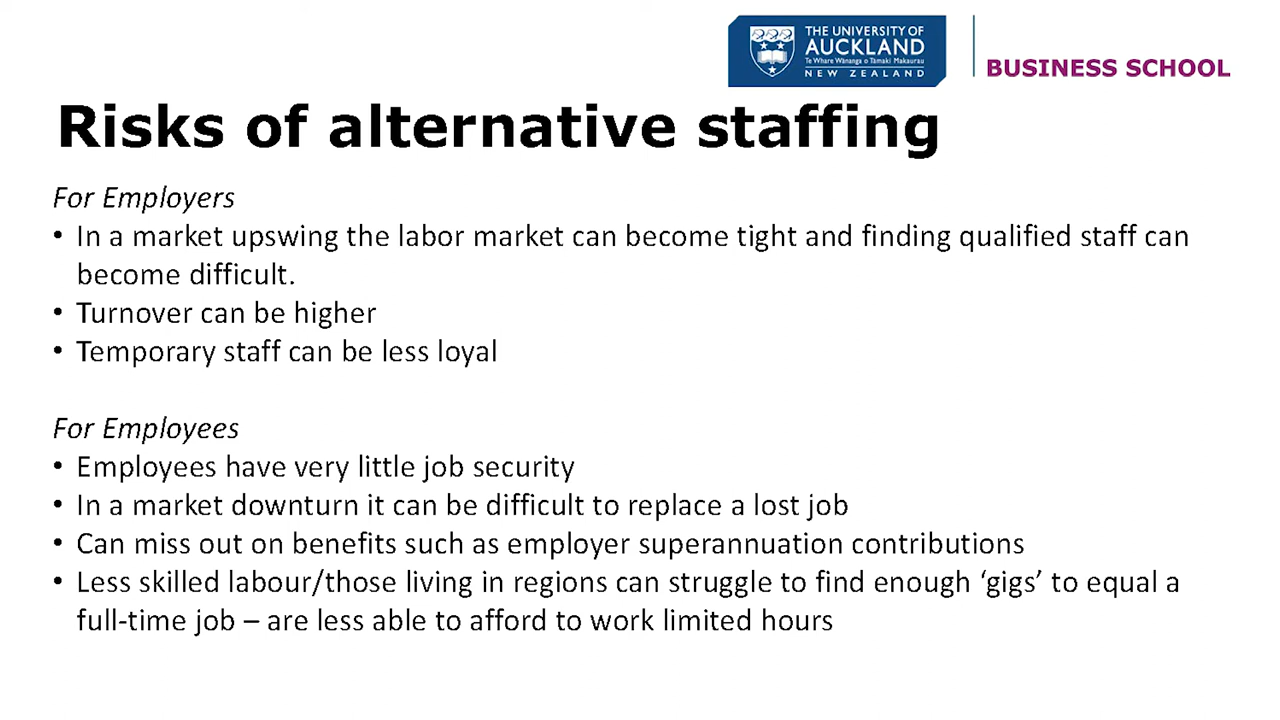 THE UNIVERSITY OF
AUCKLAND
Te Whare Wānanga o Tāmaki Makaurau
NEW ZEALAND
BUSINESS SCHOOL
Risks of alternative staffing
For Employers
• In a market upswing the labor market can become tight and finding qualified staff can
become difficult.
• Turnover can be higher
• Temporary staff can be less loyal
For Employees
• Employees have very little job security
• In a market downturn it can be difficult to replace a lost job
• Can miss out on benefits such as employer superannuation contributions
• Less skilled labour/those living in regions can struggle to find enough ‘gigs’ to equal a
full-time job – are less able to afford to work limited hours